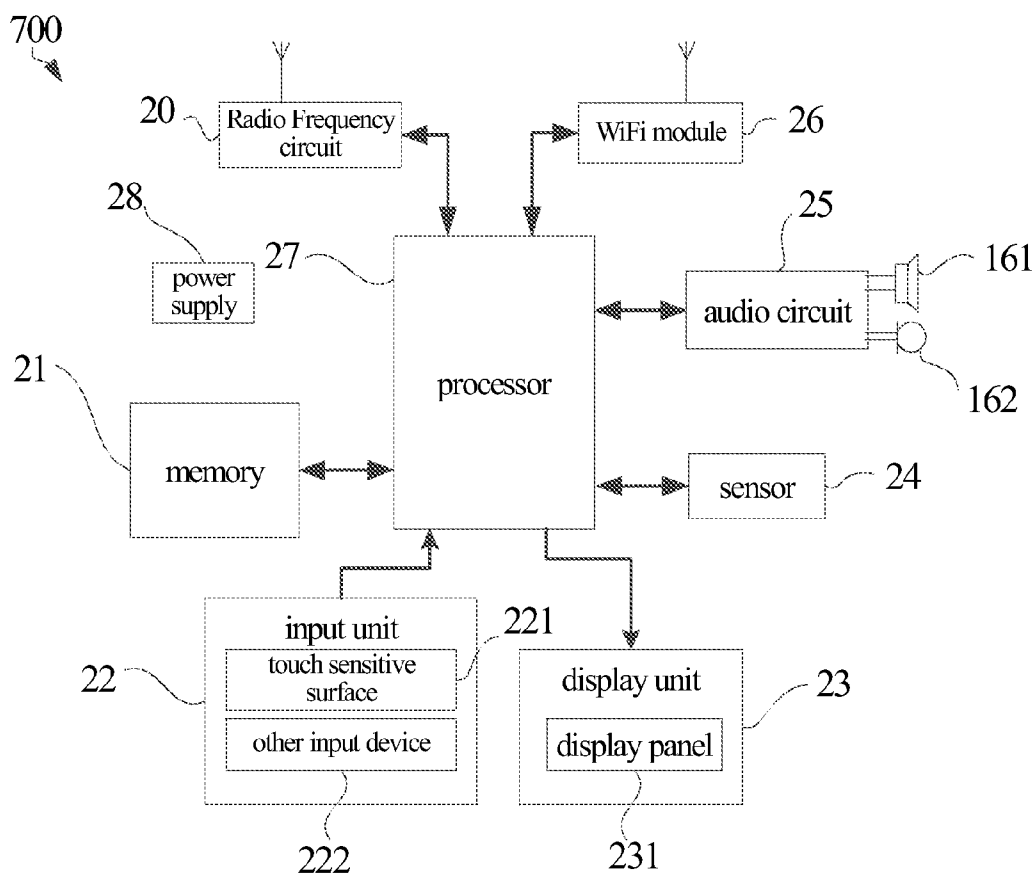 700
20
Radio Frequency
circuit
WiFi module
26
28
power
supply
27
25
161
audio circuit
162
processor
21
memory
sensor
24
input unit
221
touch sensitive
surface
22
other input device
222
display unit
23
display panel
231